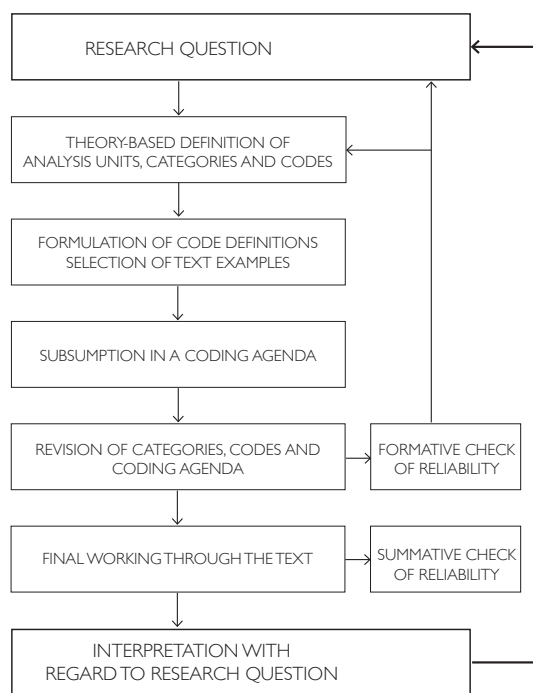 RESEARCH QUESTION
THEORY-BASED DEFINITION OF
ANALYSIS UNITS, CATEGORIES AND CODES
FORMULATION OF CODE DEFINITIONS
SELECTION OF TEXT EXAMPLES
SUBSUMPTION IN A CODING AGENDA
REVISION OF CATEGORIES, CODES AND
CODING AGENDA
FORMATIVE CHECK
OF RELIABILITY
FINAL WORKING THROUGH THE TEXT
SUMMATIVE CHECK
OF RELIABILITY
INTERPRETATION WITH
REGARD TO RESEARCH QUESTION